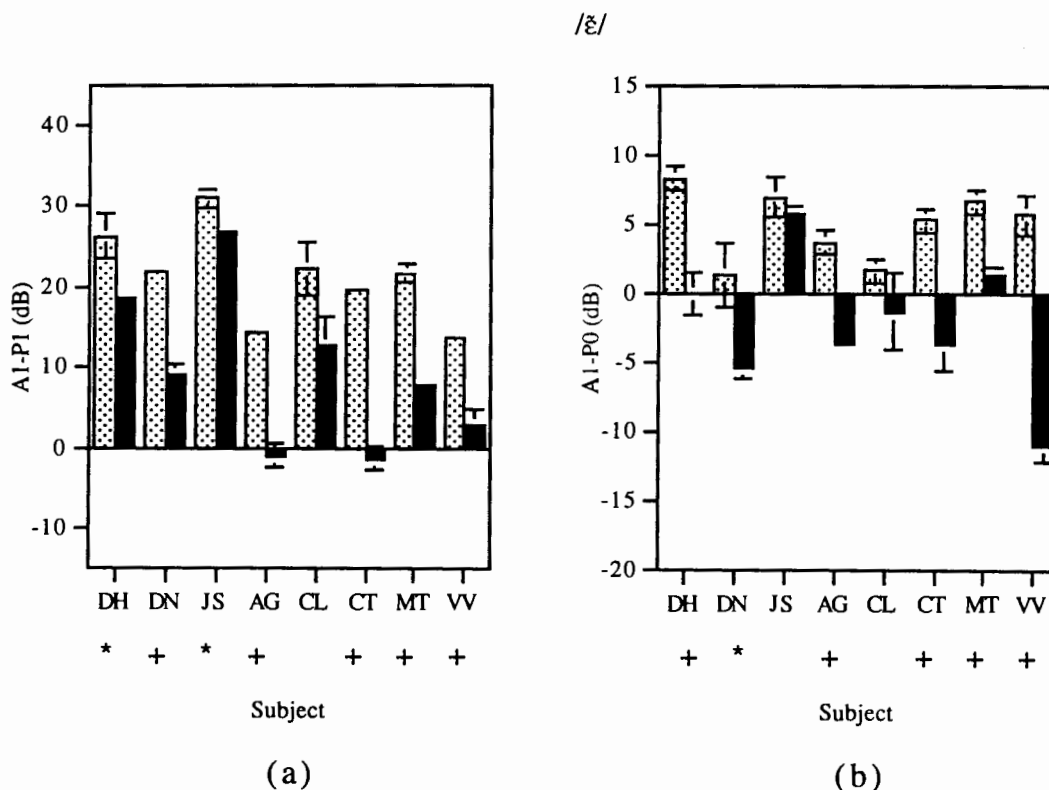 /ɛ̃/
A1-P1 (dB)
40
30
20
10
0
-10
DH DN JS AG CL CT MT VV
* + * + + + +
Subject
(a)
A1-P0 (dB)
15
10
5
0
-5
-10
-15
-20
DH DN JS AG CL CT MT VV
+ * + + + +
Subject
(b)